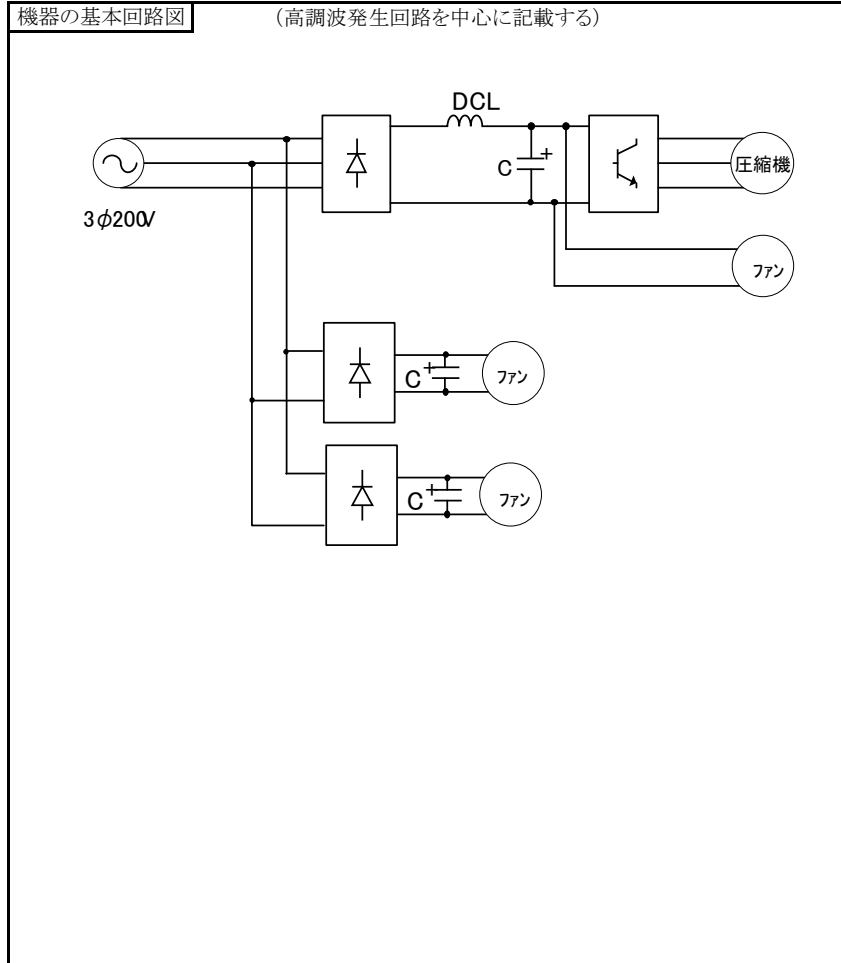 機器の基本回路図 (高調波発生回路を中心に記載する)
DCL
C +
圧縮機
3φ200V
ファン
C + ファン
C + ファン